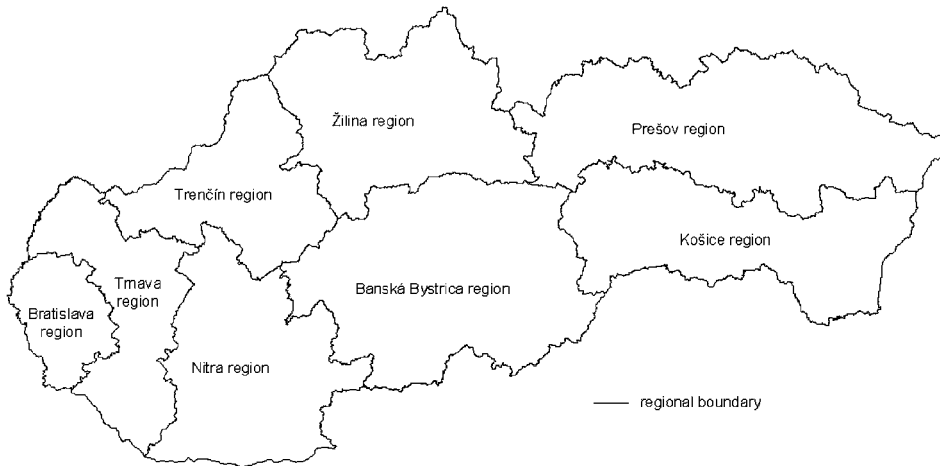 Žilina region
Prešov region
Trenčín region
Košice region
Trnava
region
Banská Bystrica region
Bratislava
region
Nitra region
regional boundary